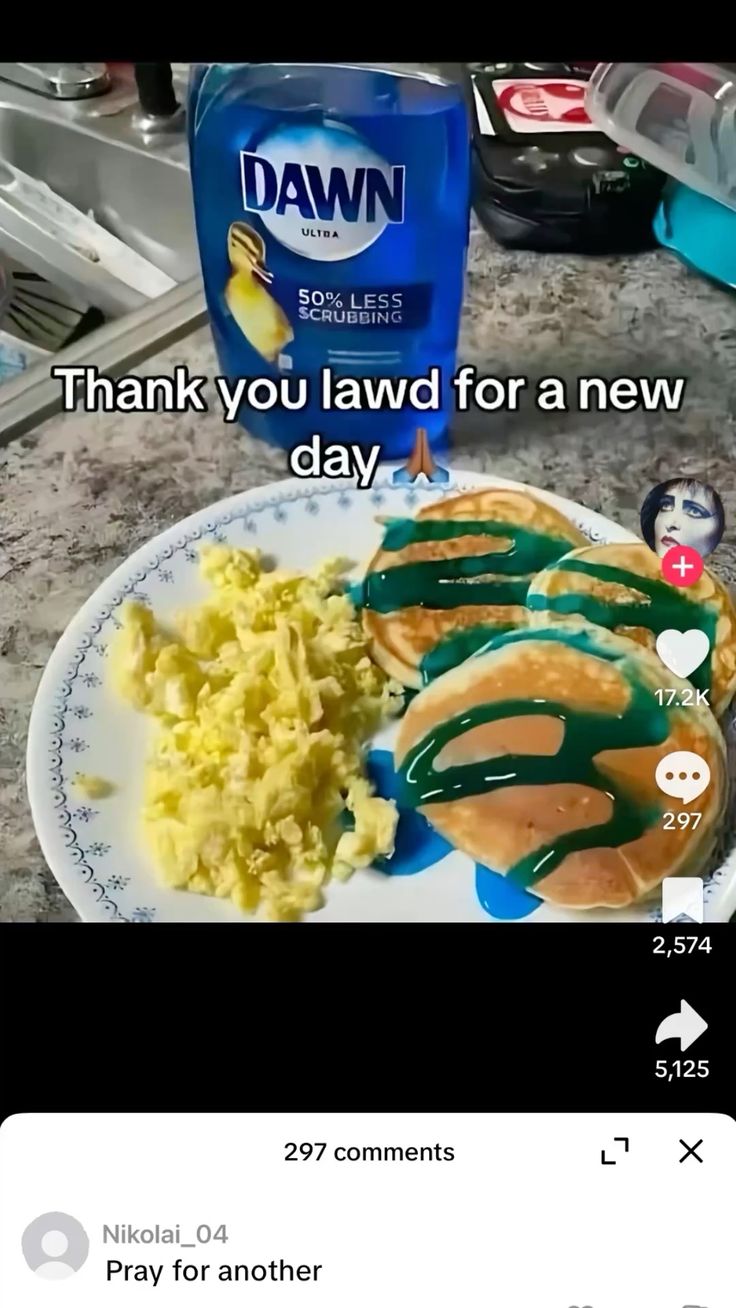 DAWN
ULTRA
50% LESS
SCRUBBING
Thank you lawd for a new
day 🙏🏾
17.2K
297
2,574
5,125
297 comments
Nikolai_04
Pray for another